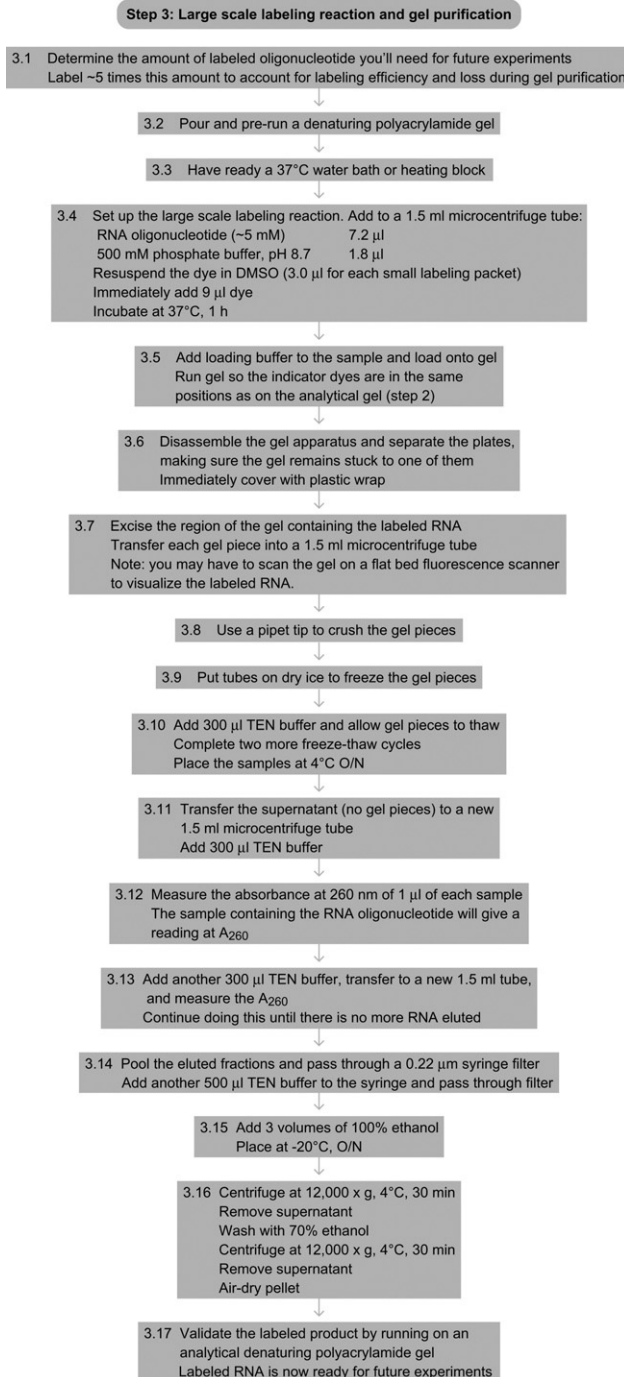 Step 3: Large scale labeling reaction and gel purification
3.1 Determine the amount of labeled oligonucleotide you'll need for future experiments
Label ~5 times this amount to account for labeling efficiency and loss during gel purification
3.2 Pour and pre-run a denaturing polyacrylamide gel
3.3 Have ready a 37°C water bath or heating block
3.4 Set up the large scale labeling reaction. Add to a 1.5 ml microcentrifuge tube:
RNA oligonucleotide (~5 mM) 7.2 µl
500 mM phosphate buffer, pH 8.7 1.8 µl
Resuspend the dye in DMSO (3.0 µl for each small labeling packet)
Immediately add 9 µl dye
Incubate at 37°C, 1 h
3.5 Add loading buffer to the sample and load onto gel
Run gel so the indicator dyes are in the same
positions as on the analytical gel (step 2)
3.6 Disassemble the gel apparatus and separate the plates,
making sure the gel remains stuck to one of them
Immediately cover with plastic wrap
3.7 Excise the region of the gel containing the labeled RNA
Transfer each gel piece into a 1.5 ml microcentrifuge tube
Note: you may have to scan the gel on a flat bed fluorescence scanner
to visualize the labeled RNA.
3.8 Use a pipet tip to crush the gel pieces
3.9 Put tubes on dry ice to freeze the gel pieces
3.10 Add 300 µl TEN buffer and allow gel pieces to thaw
Complete two more freeze-thaw cycles
Place the samples at 4°C O/N
3.11 Transfer the supernatant (no gel pieces) to a new
1.5 ml microcentrifuge tube
Add 300 µl TEN buffer
3.12 Measure the absorbance at 260 nm of 1 µl of each sample
The sample containing the RNA oligonucleotide will give a
reading at A260
3.13 Add another 300 µl TEN buffer, transfer to a new 1.5 ml tube,
and measure the A260
Continue doing this until there is no more RNA eluted
3.14 Pool the eluted fractions and pass through a 0.22 µm syringe filter
Add another 500 µl TEN buffer to the syringe and pass through filter
3.15 Add 3 volumes of 100% ethanol
Place at -20°C, O/N
3.16 Centrifuge at 12,000 x g, 4°C, 30 min
Remove supernatant
Wash with 70% ethanol
Centrifuge at 12,000 x g, 4°C, 30 min
Remove supernatant
Air-dry pellet
3.17 Validate the labeled product by running on an
analytical denaturing polyacrylamide gel
Labeled RNA is now ready for future experiments